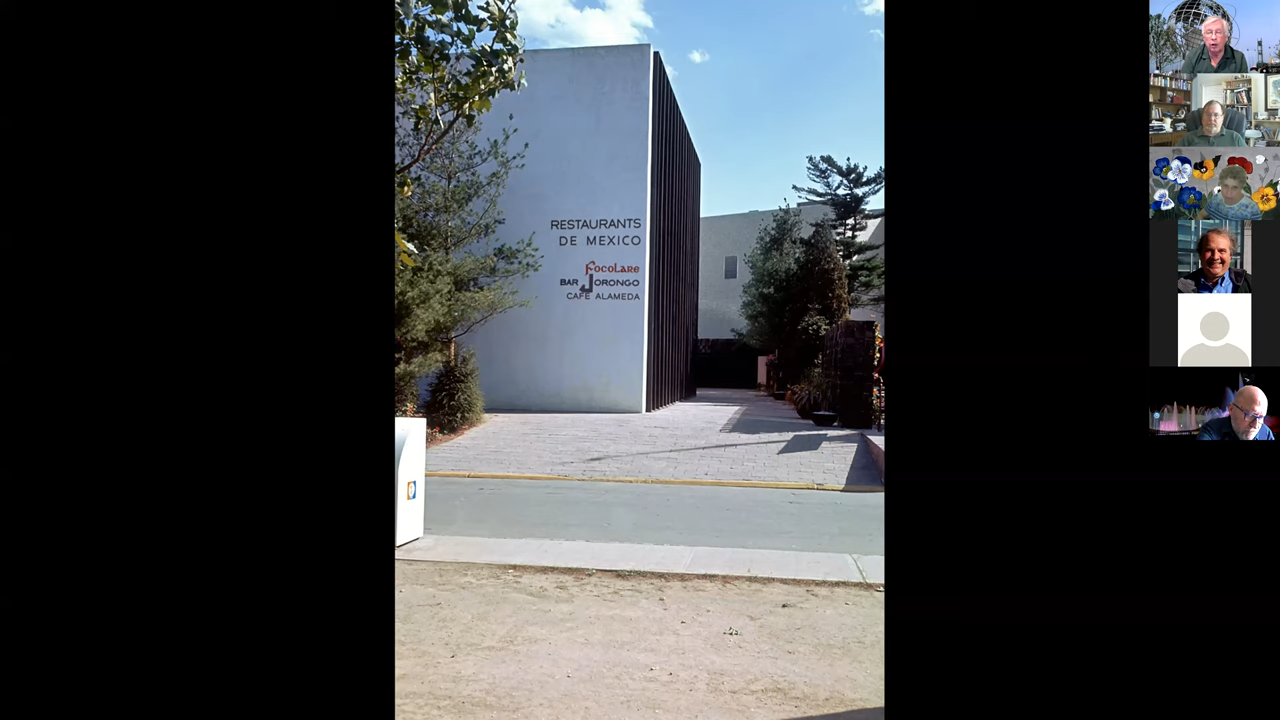 RESTAURANTS
DE MEXICO
Focolare
BAR Jorongo
CAFE ALAMEDA